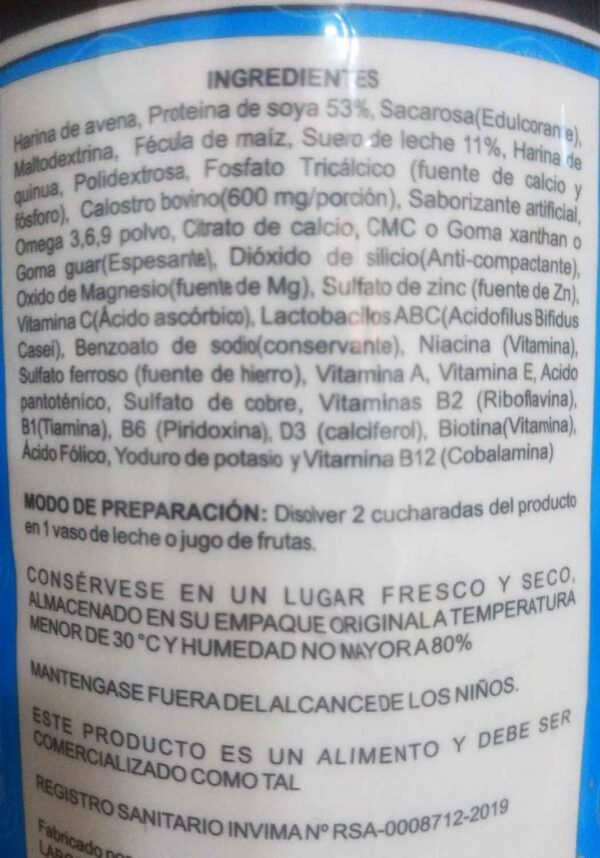 INGREDIENTES
Harina de avena, Proteina de soya 53%, Sacarosa(Edulcorante),
Maltodextrina, Fécula de maíz, Suero de leche 11%, Harina de
quinua, Polidextrosa, Fosfato Tricálcico (fuente de calcio y
fósforo), Calostro bovino(600 mg/porción), Saborizante artificial,
Omega 3,6,9 polvo, Citrato de calcio, CMC o Goma xanthan o
Goma guar(Espesante), Dióxido de silicio(Anti-compactante),
Oxido de Magnesio(fuente de Mg), Sulfato de zinc (fuente de Zn),
Vitamina C(Ácido ascórbico), Lactobacilos ABC(Acidofilus Bifidus
Casei), Benzoato de sodio(conservante), Niacina (Vitamina),
Sulfato ferroso (fuente de hierro), Vitamina A, Vitamina E, Acido
pantoténico, Sulfato de cobre, Vitaminas B2 (Riboflavina),
B1(Tiamina), B6 (Piridoxina), D3 (calciferol), Biotina(Vitamina),
Ácido Fólico, Yoduro de potasio y Vitamina B12 (Cobalamina)
MODO DE PREPARACIÓN: Disolver 2 cucharadas del producto
en 1 vaso de leche o jugo de frutas.
CONSÉRVESE EN UN LUGAR FRESCO Y SECO,
ALMACENADO EN SU EMPAQUE ORIGINAL A TEMPERATURA
MENOR DE 30 °C Y HUMEDAD NO MAYOR A 80%
MANTENGASE FUERA DEL ALCANCE DE LOS NIÑOS.
ESTE PRODUCTO ES UN ALIMENTO Y DEBE SER
COMERCIALIZADO COMO TAL
REGISTRO SANITARIO INVIMA Nº RSA-0008712-2019
Fabricado por